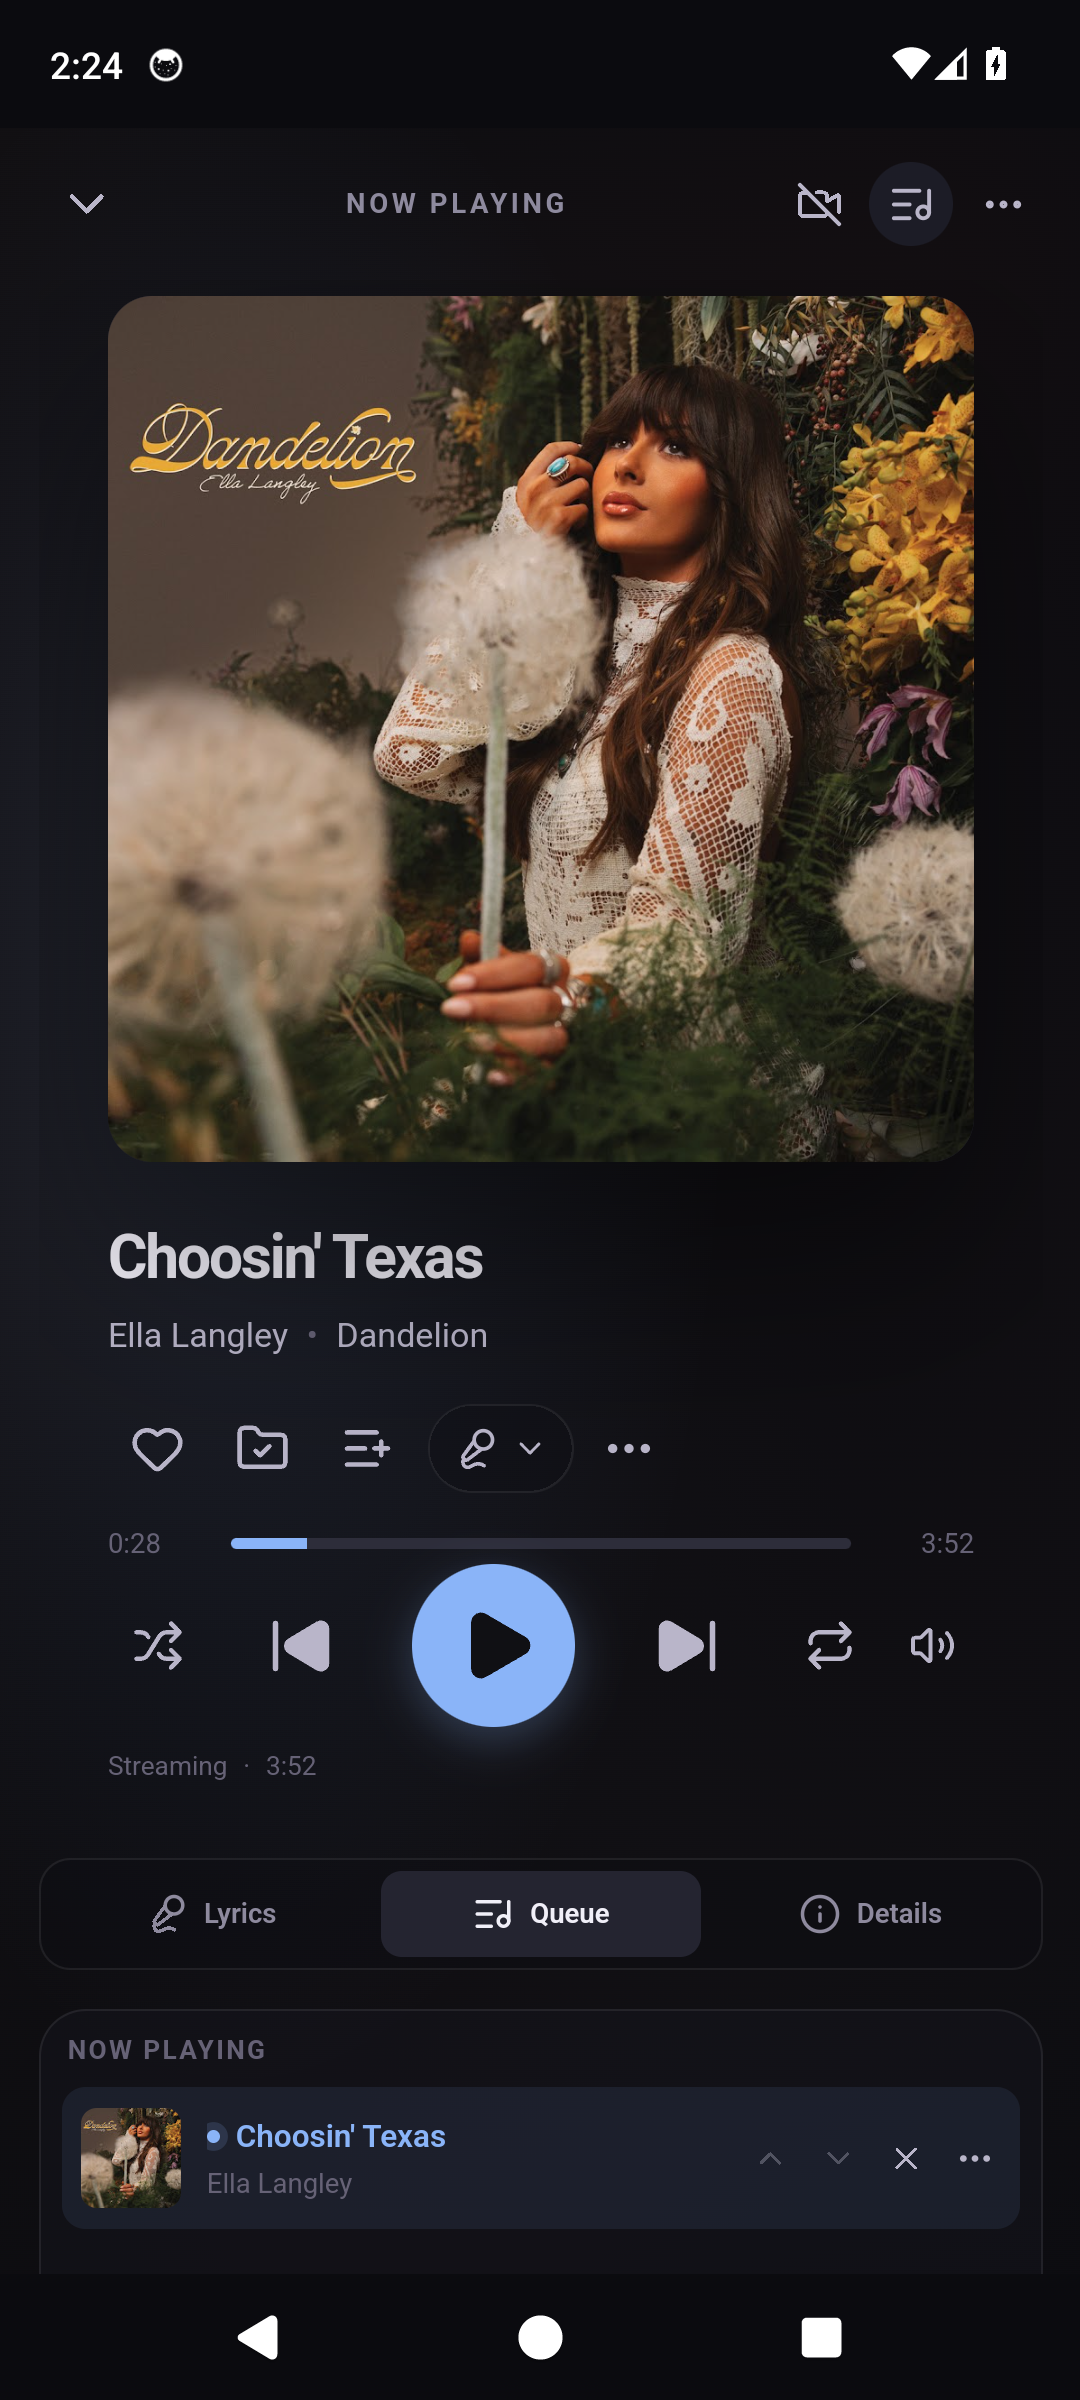 2:24
NOW PLAYING
Dandelion
Ella Langley
Choosin' Texas
Ella Langley • Dandelion
0:28
3:52
Streaming · 3:52
Lyrics
Queue
Details
NOW PLAYING
Choosin' Texas
Ella Langley